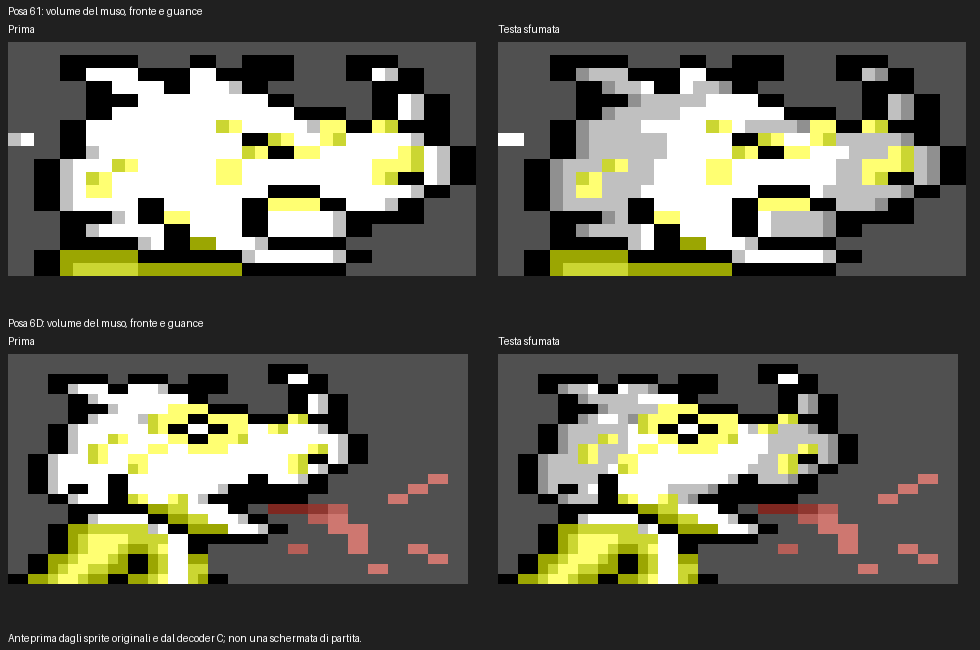 Posa 61: volume del muso, fronte e guance
Prima
Testa sfumata
Posa 6D: volume del muso, fronte e guance
Prima
Testa sfumata
Anteprima dagli sprite originali e dal decoder C; non una schermata di partita.